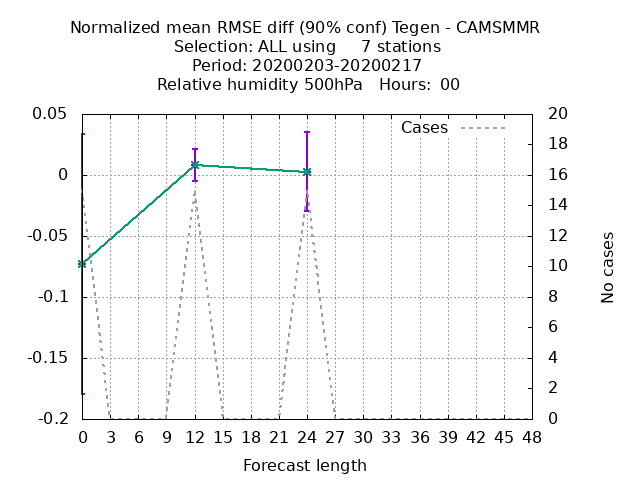 Normalized mean RMSE diff (90% conf) Tegen - CAMSMMR
Selection: ALL using 7 stations
Period: 20200203-20200217
Relative humidity 500hPa Hours: 00
Cases
0.05
0
-0.05
-0.1
-0.15
-0.2
20
18
16
14
12
10
8
6
4
2
0
No cases
0 3 6 9 12 15 18 21 24 27 30 33 36 39 42 45 48
Forecast length